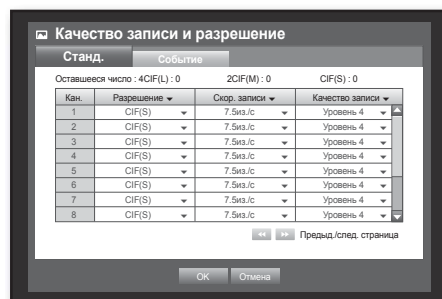 Качество записи и разрешение
Станд. Событие
Оставшееся число : 4CIF(L) : 0 2CIF(M) : 0 CIF(S) : 0
Кан. Разрешение Скор. записи Качество записи
1 CIF(S) 7.5из./с Уровень 4
2 CIF(S) 7.5из./с Уровень 4
3 CIF(S) 7.5из./с Уровень 4
4 CIF(S) 7.5из./с Уровень 4
5 CIF(S) 7.5из./с Уровень 4
6 CIF(S) 7.5из./с Уровень 4
7 CIF(S) 7.5из./с Уровень 4
8 CIF(S) 7.5из./с Уровень 4
Предыд./след. страница
OK Отмена